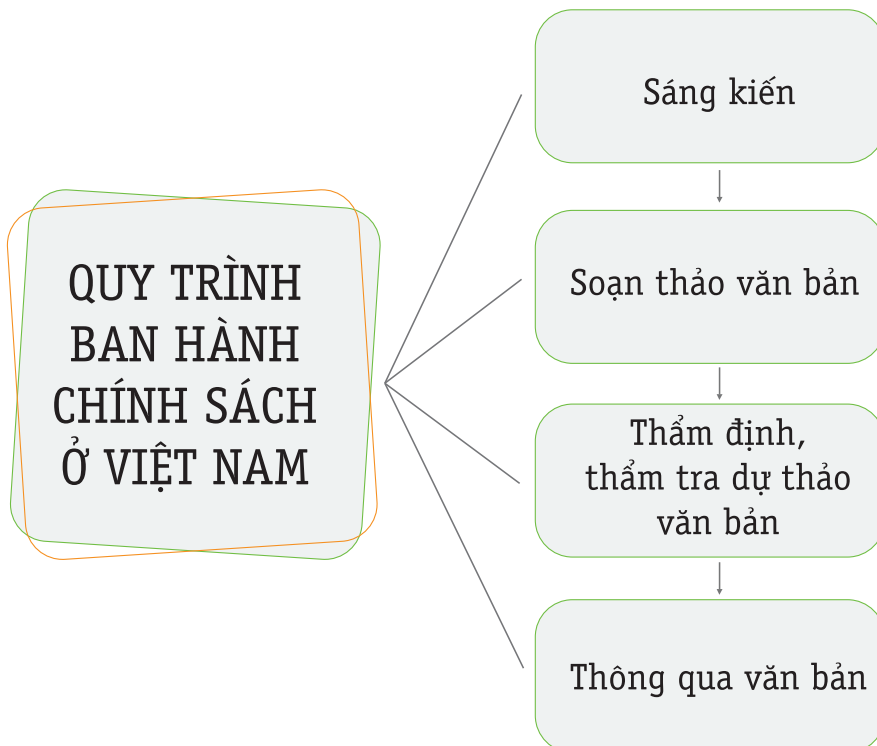 QUY TRÌNH
BAN HÀNH
CHÍNH SÁCH
Ở VIỆT NAM
Sáng kiến
Soạn thảo văn bản
Thẩm định,
thẩm tra dự thảo
văn bản
Thông qua văn bản